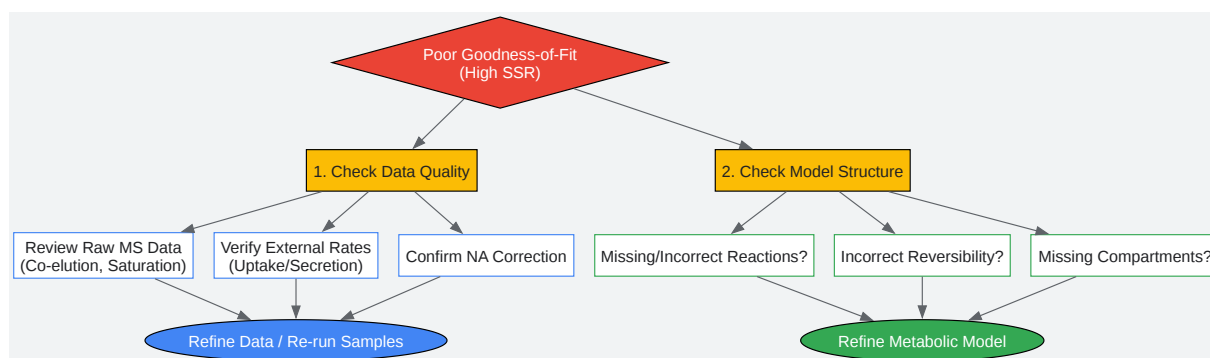 Poor Goodness-of-Fit
(High SSR)
1. Check Data Quality
2. Check Model Structure
Review Raw MS Data
(Co-elution, Saturation)
Verify External Rates
(Uptake/Secretion)
Confirm NA Correction
Missing/Incorrect Reactions?
Incorrect Reversibility?
Missing Compartments?
Refine Data / Re-run Samples
Refine Metabolic Model